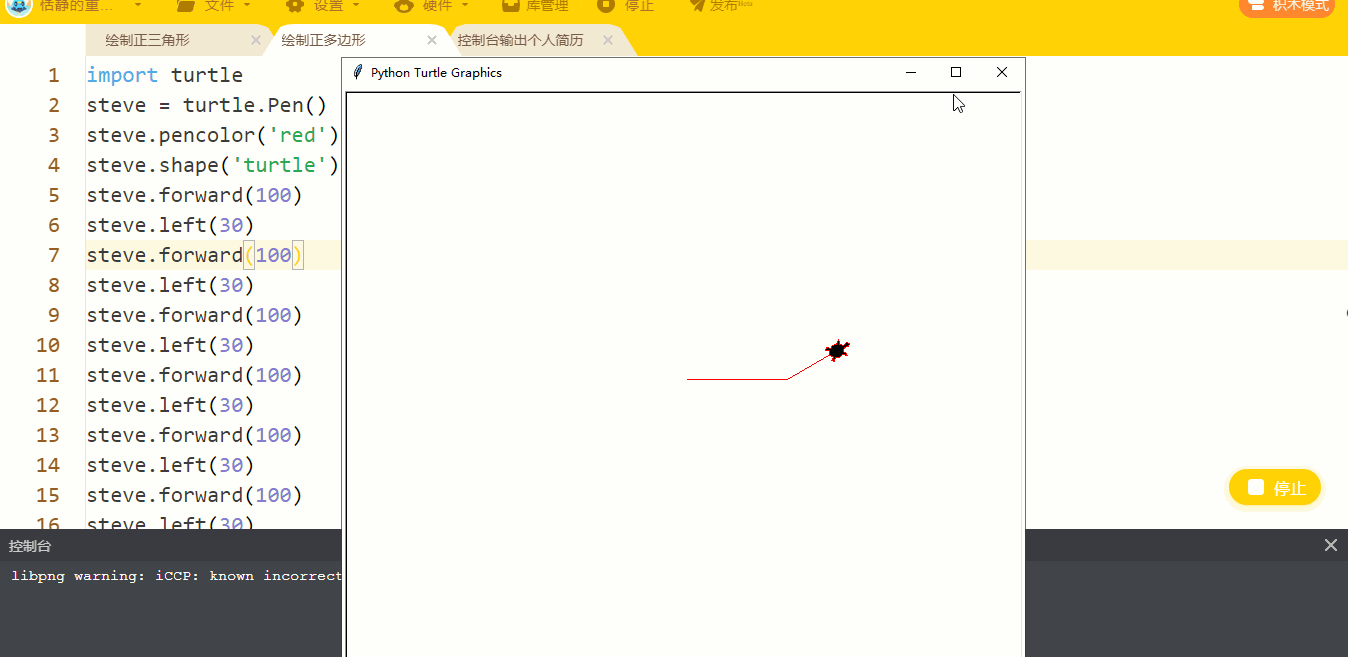 恬静的重... 文件 设置 硬件 库管理 停止 发布Beta 积木模式
绘制正三角形 绘制正多边形 控制台输出个人简历
Python Turtle Graphics
1 import turtle
2 steve = turtle.Pen()
3 steve.pencolor('red')
4 steve.shape('turtle')
5 steve.forward(100)
6 steve.left(30)
7 steve.forward(100)
8 steve.left(30)
9 steve.forward(100)
10 steve.left(30)
11 steve.forward(100)
12 steve.left(30)
13 steve.forward(100)
14 steve.left(30)
15 steve.forward(100)
16 steve.left(30)
停止
控制台
libpng warning: iCCP: known incorrect